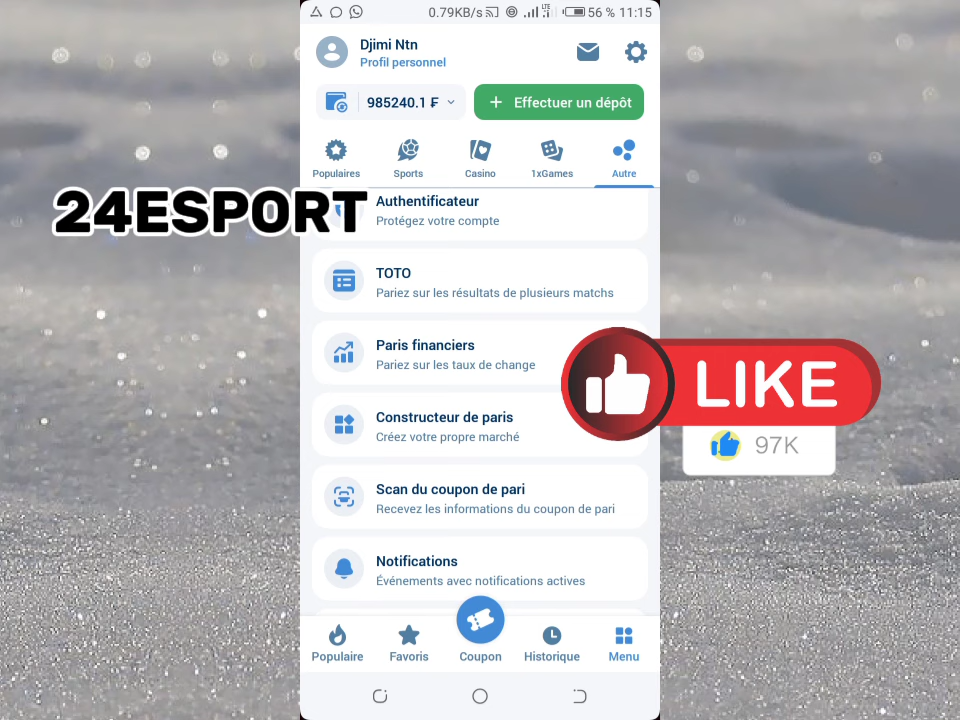 0.79KB/s LTE 56 % 11:15
Djimi Ntn
Profil personnel
985240.1 ₣
+ Effectuer un dépôt
Populaires Sports Casino 1xGames Autre
24ESPORT
Authentificateur
Protégez votre compte
TOTO
Pariez sur les résultats de plusieurs matchs
Paris financiers
Pariez sur les taux de change
LIKE
97K
Constructeur de paris
Créez votre propre marché
Scan du coupon de pari
Recevez les informations du coupon de pari
Notifications
Événements avec notifications actives
Populaire Favoris Coupon Historique Menu